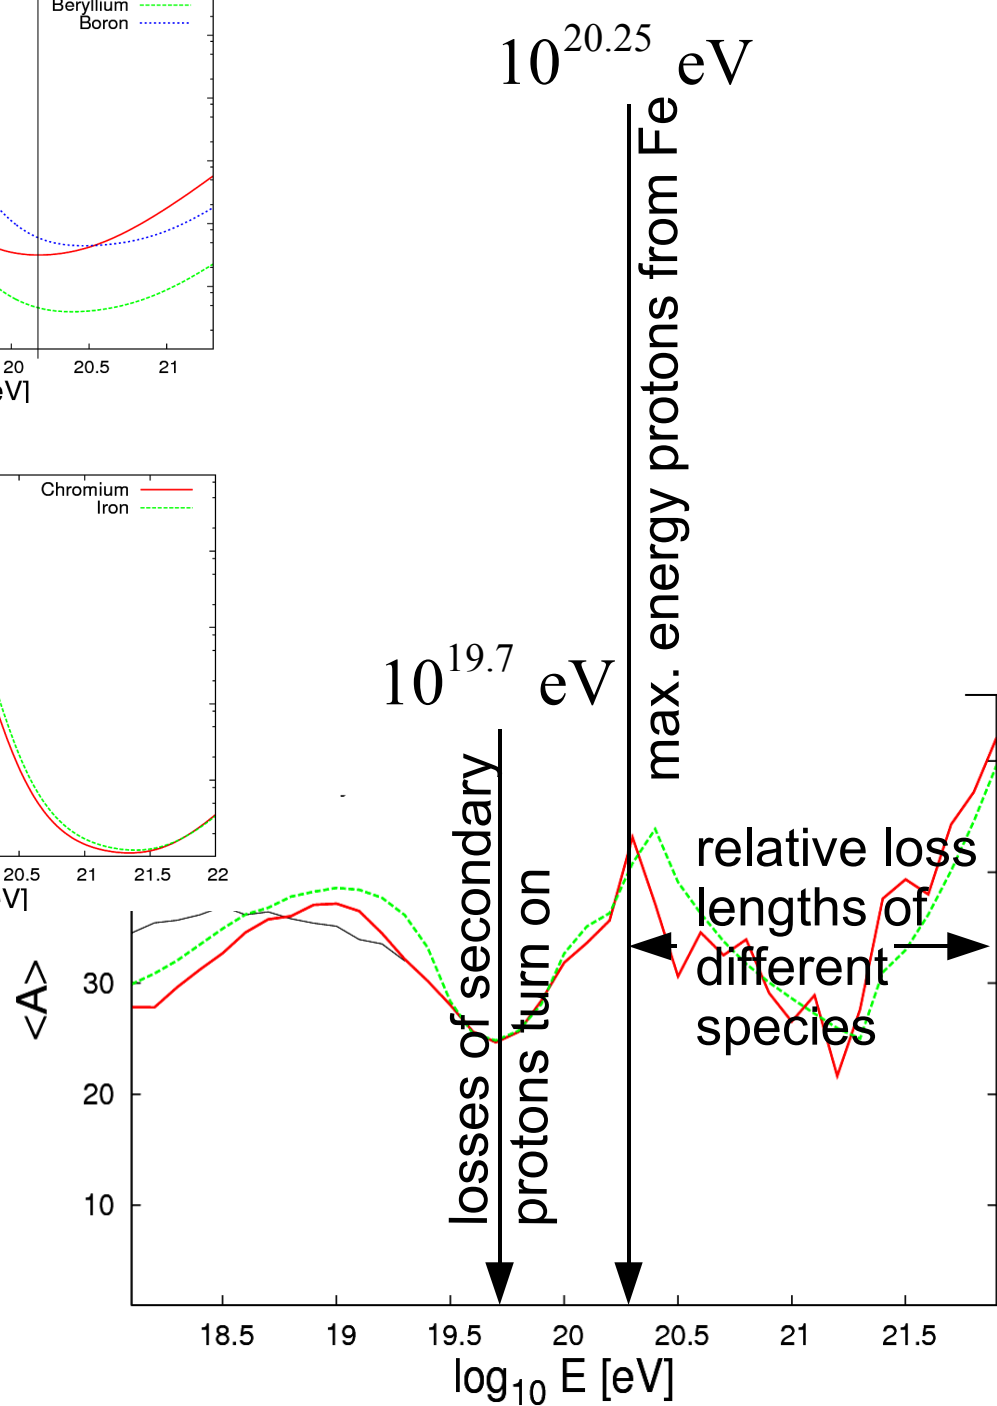 Beryllium
Boron
20 20.5 21
eV]
10^20.25 eV
max. energy protons from Fe
Chromium
Iron
20.5 21 21.5 22
eV]
10^19.7 eV
losses of secondary
protons turn on
relative loss
lengths of
different
species
<A>
30
20
10
18.5 19 19.5 20 20.5 21 21.5
log10 E [eV]